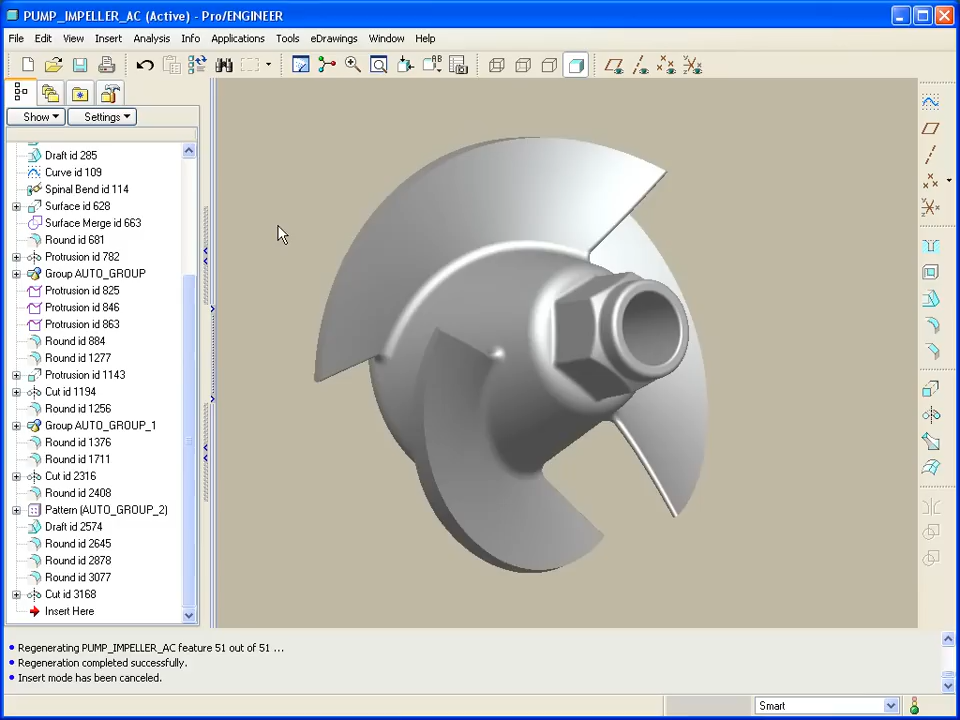 PUMP_IMPELLER_AC (Active) - Pro/ENGINEER
File Edit View Insert Analysis Info Applications Tools eDrawings Window Help
Show Settings
Draft id 285
Curve id 109
Spinal Bend id 114
Surface id 628
Surface Merge id 663
Round id 681
Protrusion id 782
Group AUTO_GROUP
Protrusion id 825
Protrusion id 846
Protrusion id 863
Round id 884
Round id 1277
Protrusion id 1143
Cut id 1194
Round id 1256
Group AUTO_GROUP_1
Round id 1376
Round id 1711
Cut id 2316
Round id 2408
Pattern (AUTO_GROUP_2)
Draft id 2574
Round id 2645
Round id 2878
Round id 3077
Cut id 3168
Insert Here
Regenerating PUMP_IMPELLER_AC feature 51 out of 51 ...
Regeneration completed successfully.
Insert mode has been canceled.
Smart